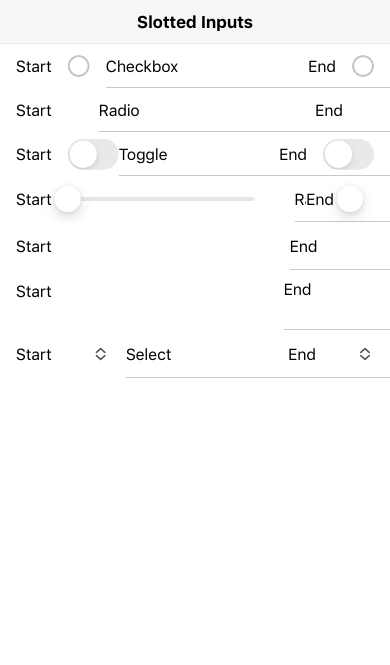 Slotted Inputs
Start Checkbox End
Start Radio End
Start Toggle End
Start R End
Start End
Start End
Start Select End